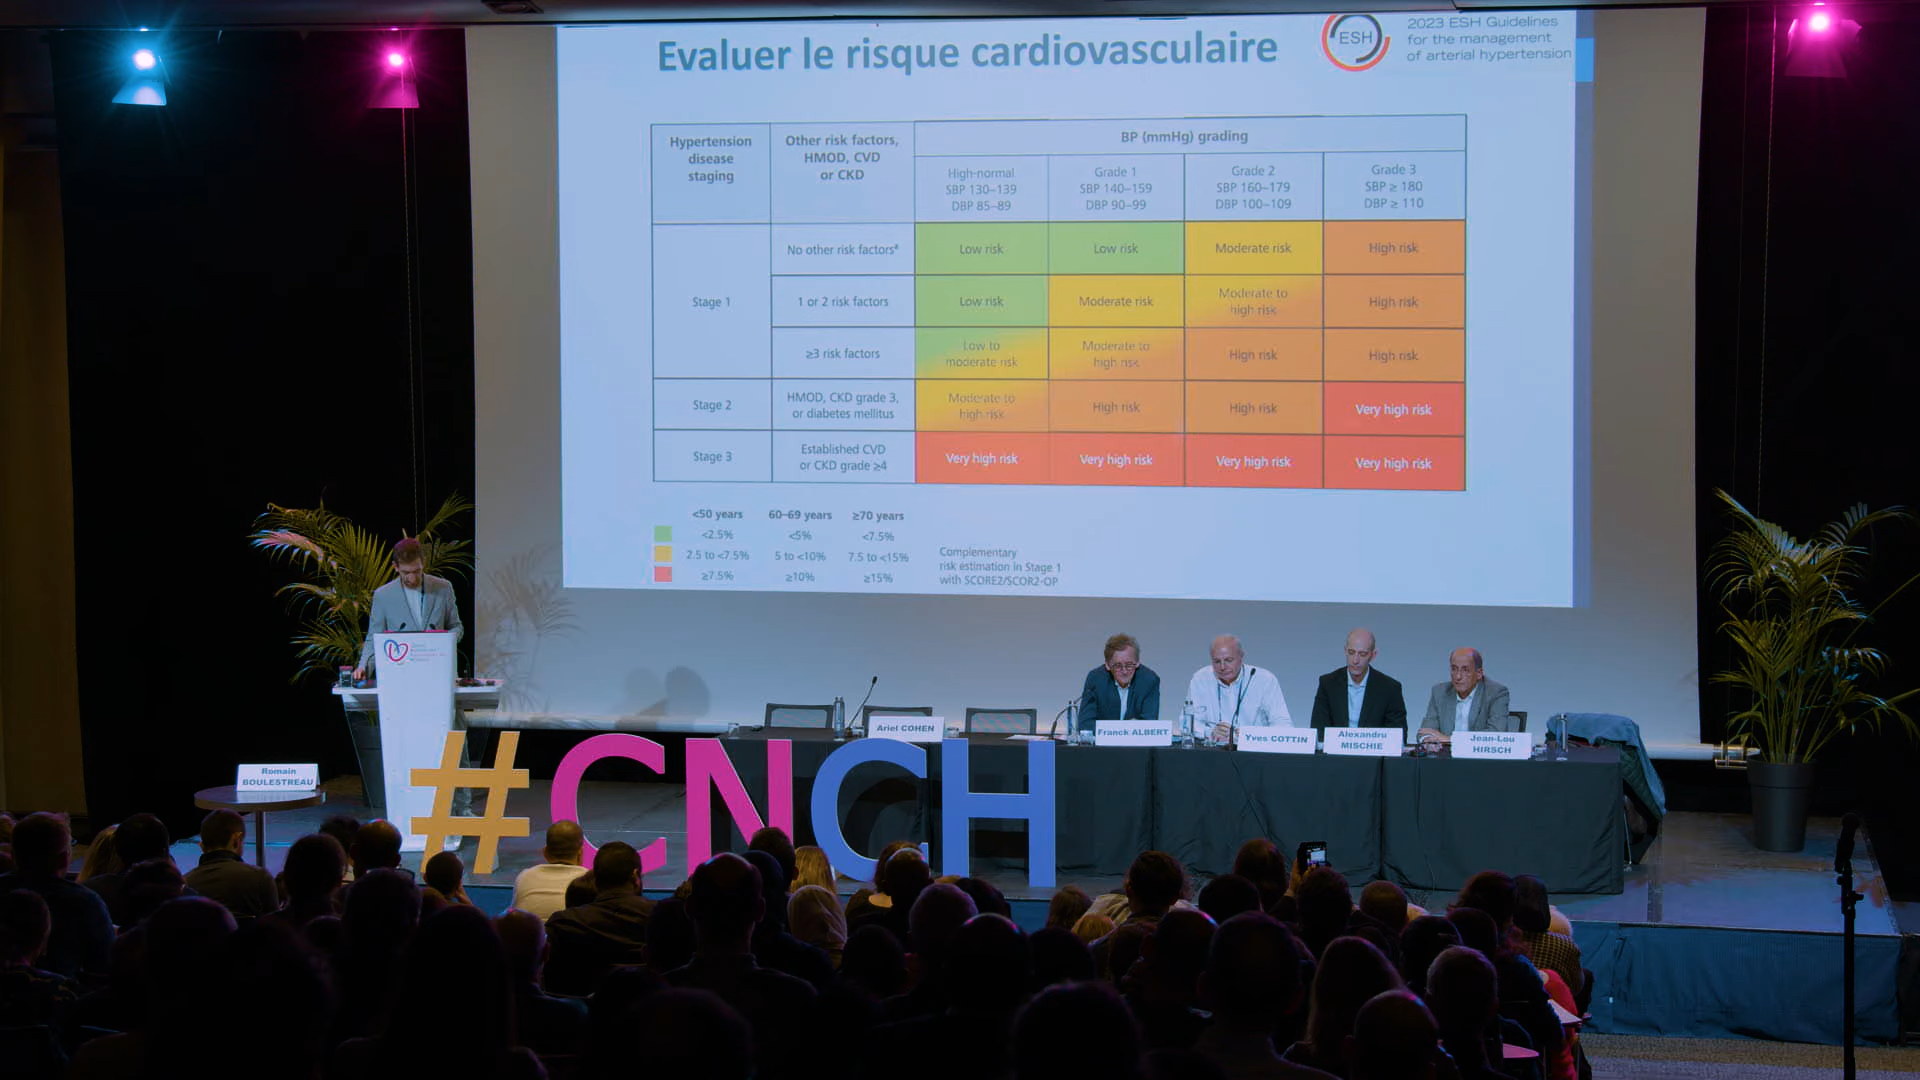 Evaluer le risque cardiovasculaire
ESH
2023 ESH Guidelines
for the management
of arterial hypertension
Hypertension
disease
staging
Other risk factors,
HMOD, CVD
or CKD
BP (mmHg) grading
High-normal
SBP 130–139
DBP 85–89
Grade 1
SBP 140–159
DBP 90–99
Grade 2
SBP 160–179
DBP 100–109
Grade 3
SBP ≥ 180
DBP ≥ 110
Stage 1
No other risk factorsª
Low risk
Low risk
Moderate risk
High risk
1 or 2 risk factors
Low risk
Moderate risk
Moderate to
high risk
High risk
≥3 risk factors
Low to
moderate risk
Moderate to
high risk
High risk
High risk
Stage 2
HMOD, CKD grade 3,
or diabetes mellitus
Moderate to
high risk
High risk
High risk
Very high risk
Stage 3
Established CVD
or CKD grade ≥4
Very high risk
Very high risk
Very high risk
Very high risk
<50 years 60–69 years ≥70 years
<2.5% <5% <7.5%
2.5 to <7.5% 5 to <10% 7.5 to <15%
≥7.5% ≥10% ≥15%
Complementary
risk estimation in Stage 1
with SCORE2/SCOR2-OP
Ariel COHEN
Franck ALBERT
Yves COTTIN
Alexandru
MISCHIE
Jean-Lou
HIRSCH
Romain
BOULESTREAU
#CNCH